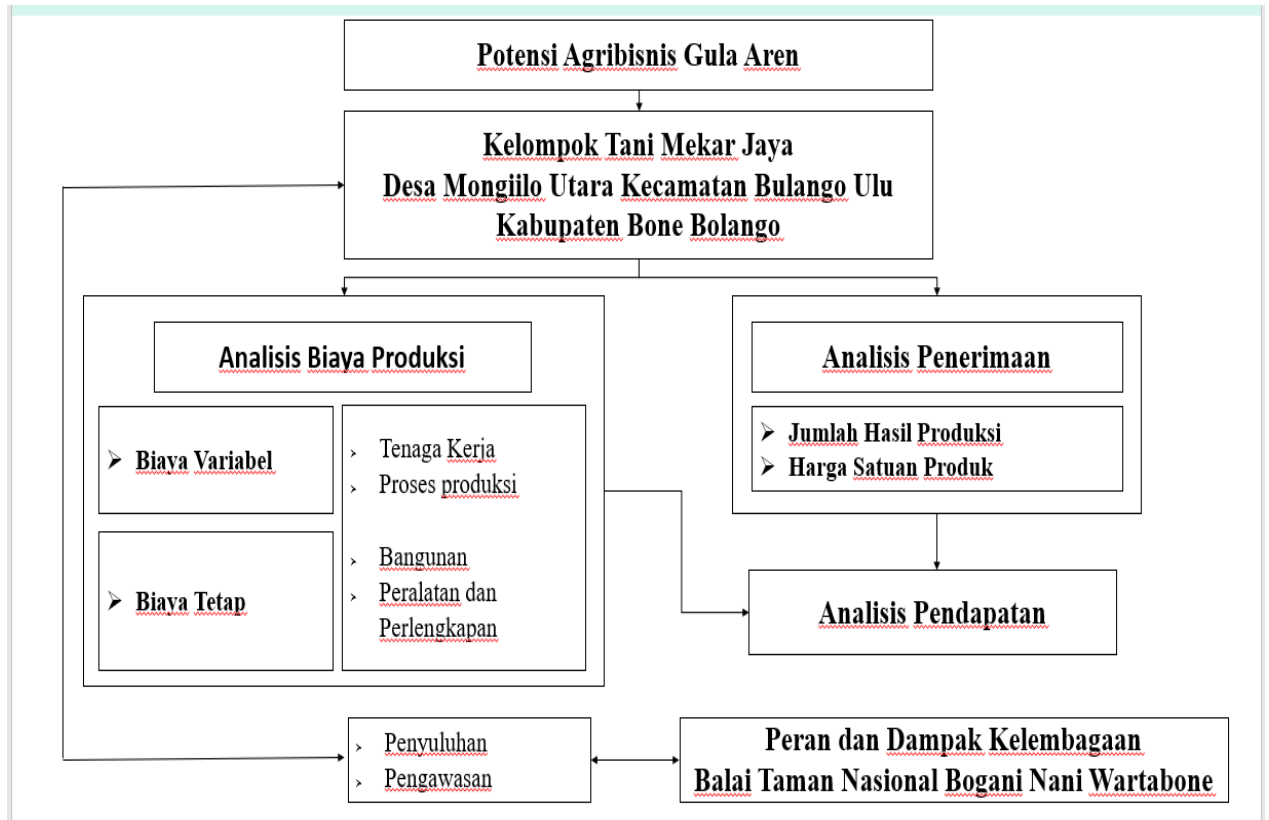 Potensi Agribisnis Gula Aren
Kelompok Tani Mekar Jaya
Desa Mongiilo Utara Kecamatan Bulango Ulu
Kabupaten Bone Bolango
Analisis Biaya Produksi
Biaya Variabel
Biaya Tetap
Tenaga Kerja
Proses produksi
Bangunan
Peralatan dan
Perlengkapan
Analisis Penerimaan
Jumlah Hasil Produksi
Harga Satuan Produk
Analisis Pendapatan
Penyuluhan
Pengawasan
Peran dan Dampak Kelembagaan
Balai Taman Nasional Bogani Nani Wartabone